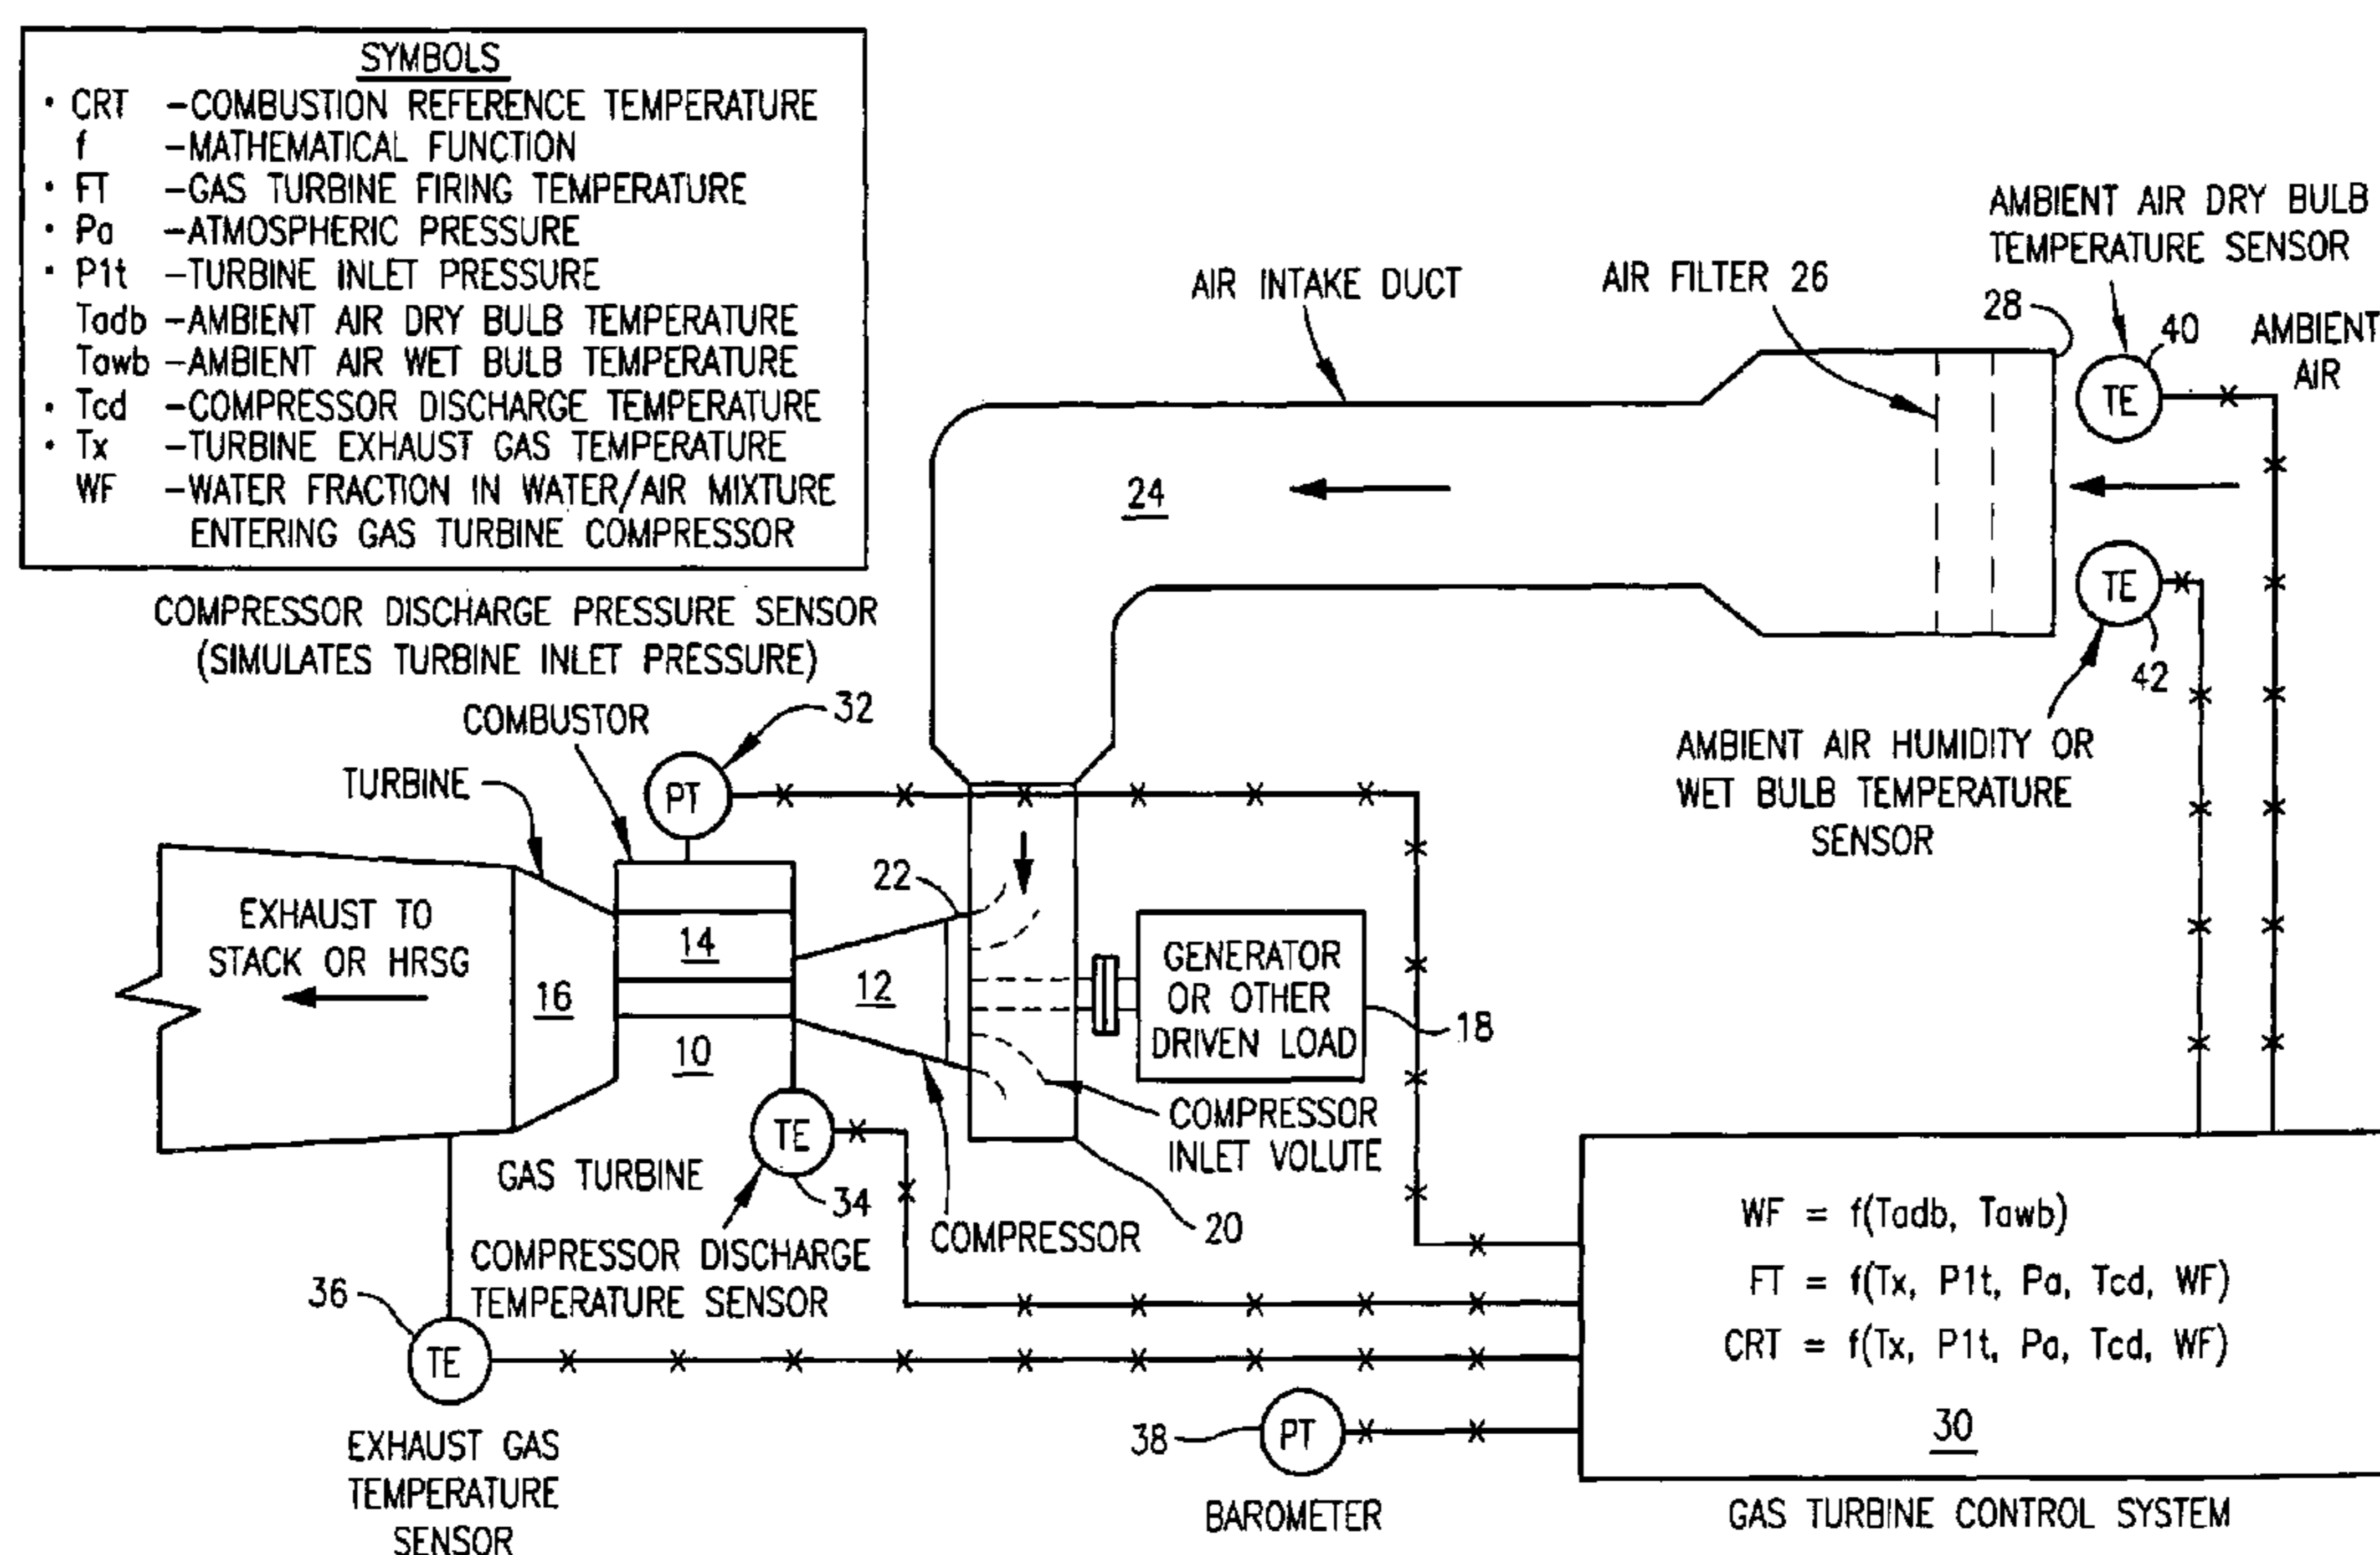 SYMBOLS
· CRT –COMBUSTION REFERENCE TEMPERATURE
f –MATHEMATICAL FUNCTION
· FT –GAS TURBINE FIRING TEMPERATURE
· Pa –ATMOSPHERIC PRESSURE
· P1t –TURBINE INLET PRESSURE
Tadb –AMBIENT AIR DRY BULB TEMPERATURE
Tawb –AMBIENT AIR WET BULB TEMPERATURE
· Tcd –COMPRESSOR DISCHARGE TEMPERATURE
· Tx –TURBINE EXHAUST GAS TEMPERATURE
WF –WATER FRACTION IN WATER/AIR MIXTURE
ENTERING GAS TURBINE COMPRESSOR
AMBIENT AIR DRY BULB
TEMPERATURE SENSOR
AIR INTAKE DUCT
AIR FILTER 26
28
40
AMBIENT
AIR
TE
24
TE
42
COMPRESSOR DISCHARGE PRESSURE SENSOR
(SIMULATES TURBINE INLET PRESSURE)
COMBUSTOR
32
AMBIENT AIR HUMIDITY OR
WET BULB TEMPERATURE
SENSOR
TURBINE
PT
22
EXHAUST TO
STACK OR HRSG
14
12
16
10
GENERATOR
OR OTHER
DRIVEN LOAD
18
COMPRESSOR
INLET VOLUTE
TE
GAS TURBINE
34
COMPRESSOR
20
COMPRESSOR DISCHARGE
TEMPERATURE SENSOR
36
TE
EXHAUST GAS
TEMPERATURE
SENSOR
38
PT
BAROMETER
WF = f(Tadb, Tawb)
FT = f(Tx, P1t, Pa, Tcd, WF)
CRT = f(Tx, P1t, Pa, Tcd, WF)
30
GAS TURBINE CONTROL SYSTEM